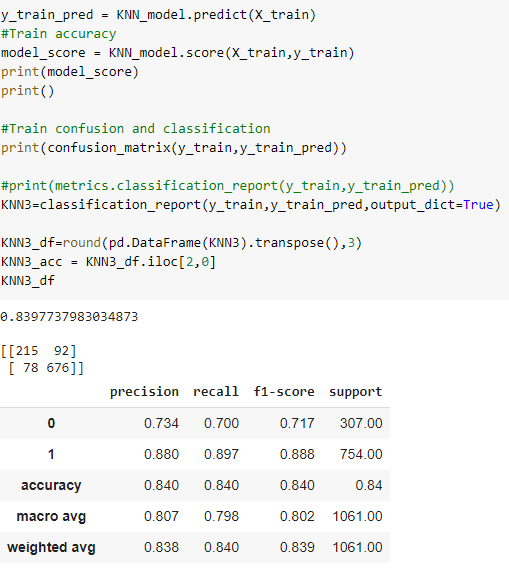 y_train_pred = KNN_model.predict(X_train)
#Train accuracy
model_score = KNN_model.score(X_train,y_train)
print(model_score)
print()
#Train confusion and classification
print(confusion_matrix(y_train,y_train_pred))
#print(metrics.classification_report(y_train,y_train_pred))
KNN3=classification_report(y_train,y_train_pred,output_dict=True)
KNN3_df=round(pd.DataFrame(KNN3).transpose(),3)
KNN3_acc = KNN3_df.iloc[2,0]
KNN3_df
0.8397737983034873
[[215  92]
 [ 78 676]]
precision recall f1-score support
0 0.734 0.700 0.717 307.00
1 0.880 0.897 0.888 754.00
accuracy 0.840 0.840 0.840 0.84
macro avg 0.807 0.798 0.802 1061.00
weighted avg 0.838 0.840 0.839 1061.00